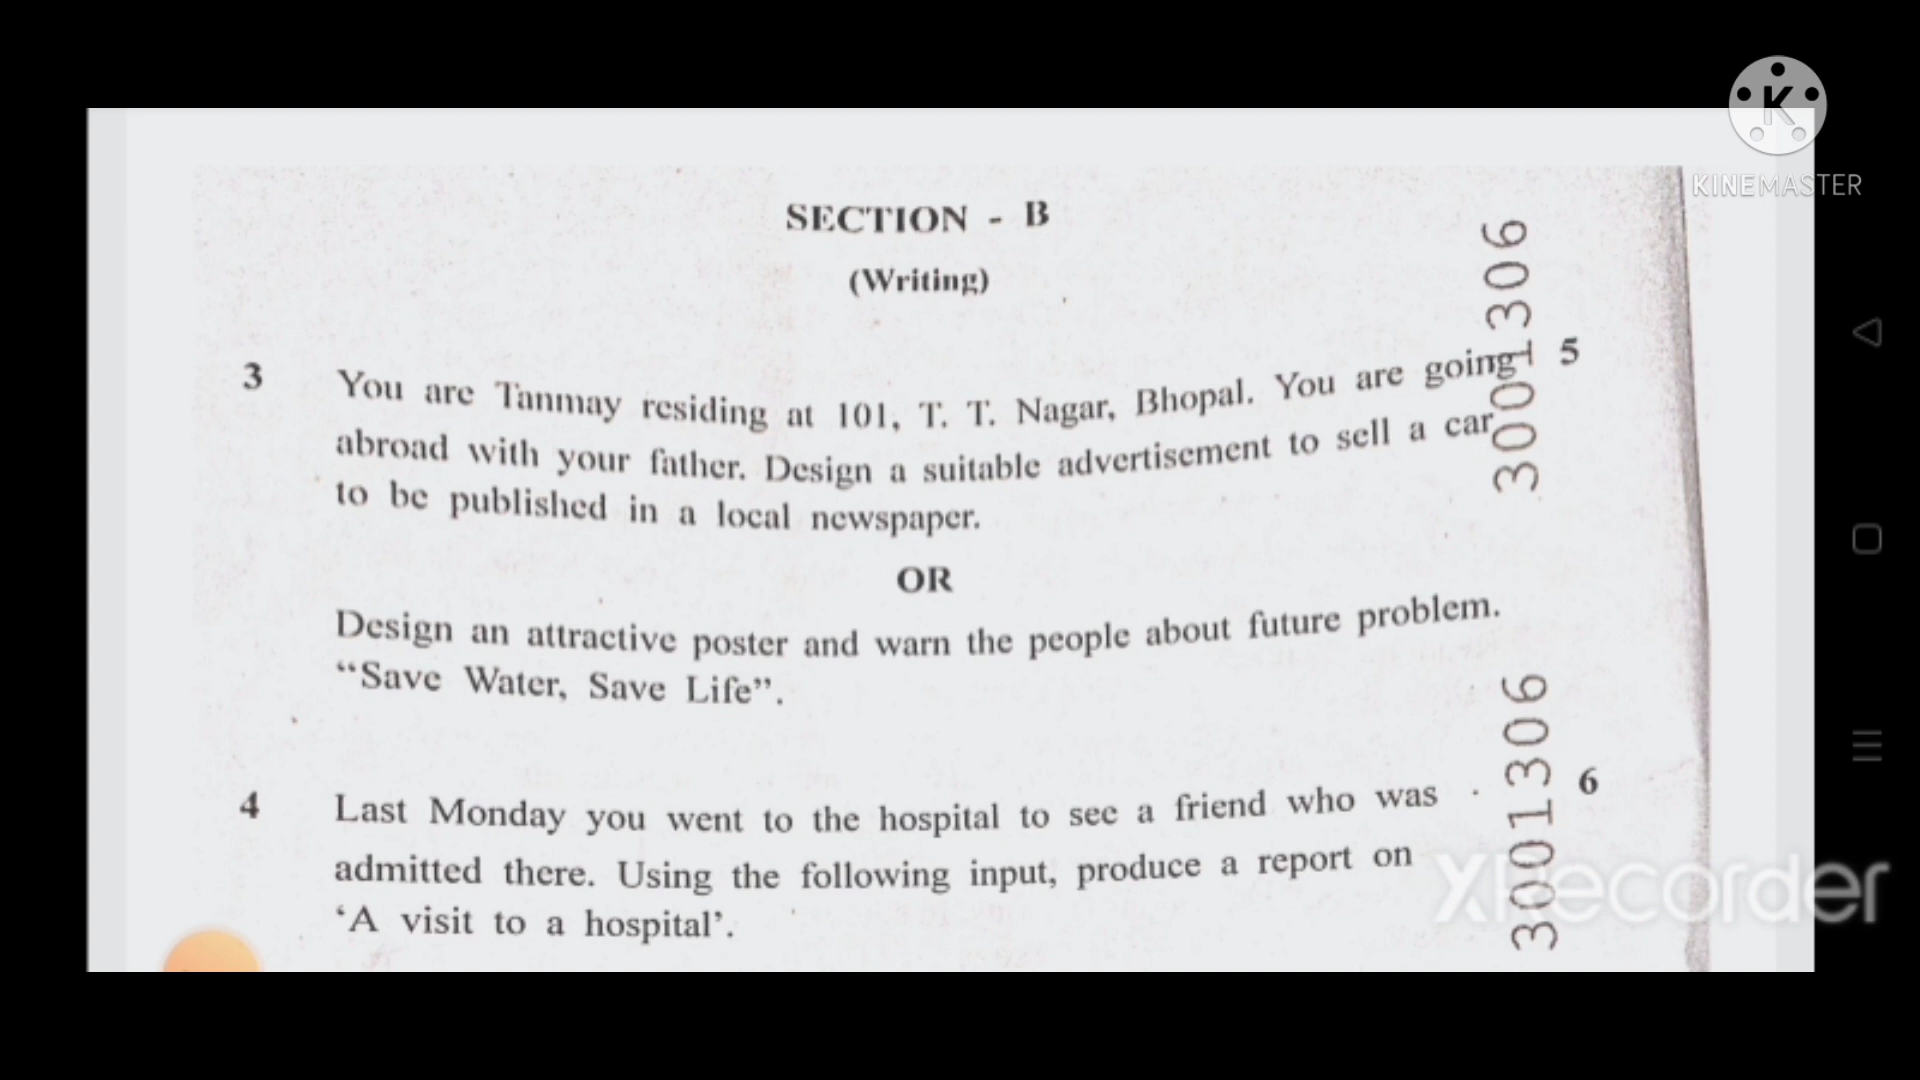 KINEMASTER
SECTION - B
(Writing)
3 You are Tanmay residing at 101, T. T. Nagar, Bhopal. You are going 5
abroad with your father. Design a suitable advertisement to sell a car
to be published in a local newspaper.
OR
Design an attractive poster and warn the people about future problem.
“Save Water, Save Life”.
4 Last Monday you went to the hospital to see a friend who was 6
admitted there. Using the following input, produce a report on
‘A visit to a hospital’.
3001306
3001306
XRecorder